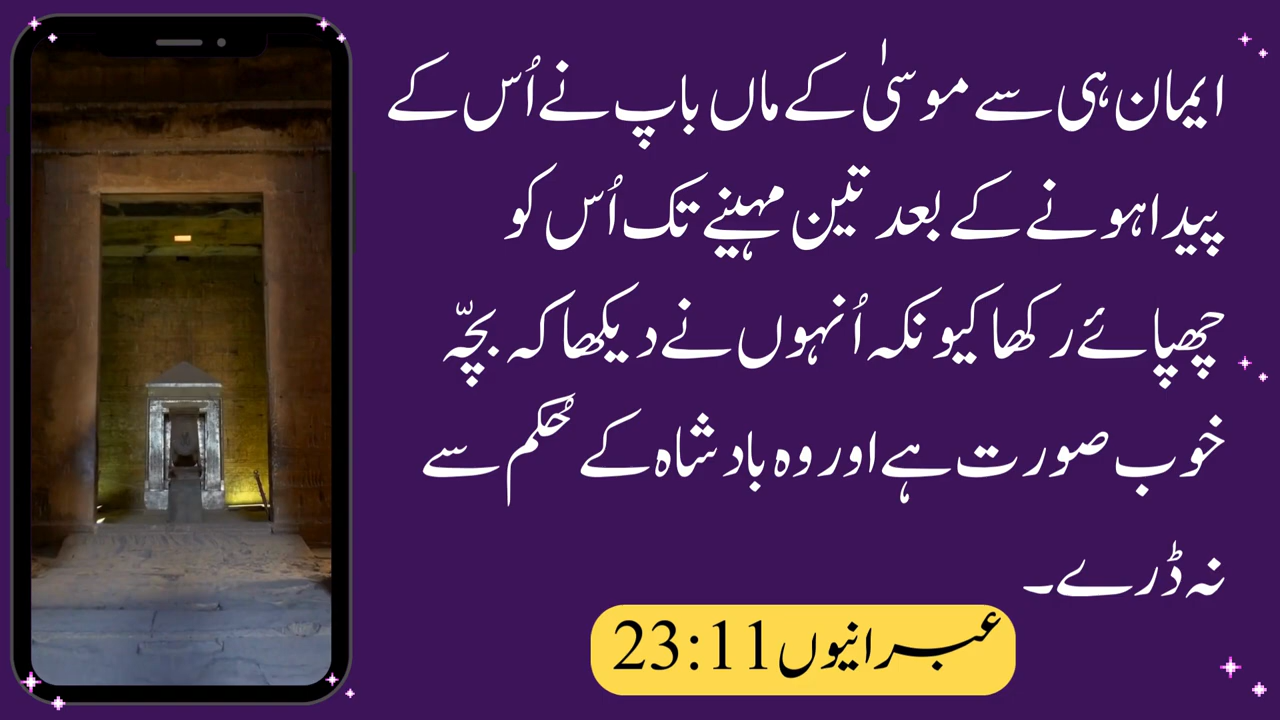 ایمان ہی سے موسیٰ کے ماں باپ نے اُس کے
پیدا ہونے کے بعد تین مہینے تک اُس کو
چھپائے رکھا کیونکہ اُنہوں نے دیکھا کہ بچّہ
خوب صورت ہے اور وہ بادشاہ کے حُکم سے
نہ ڈرے۔
عبرانیوں 23:11